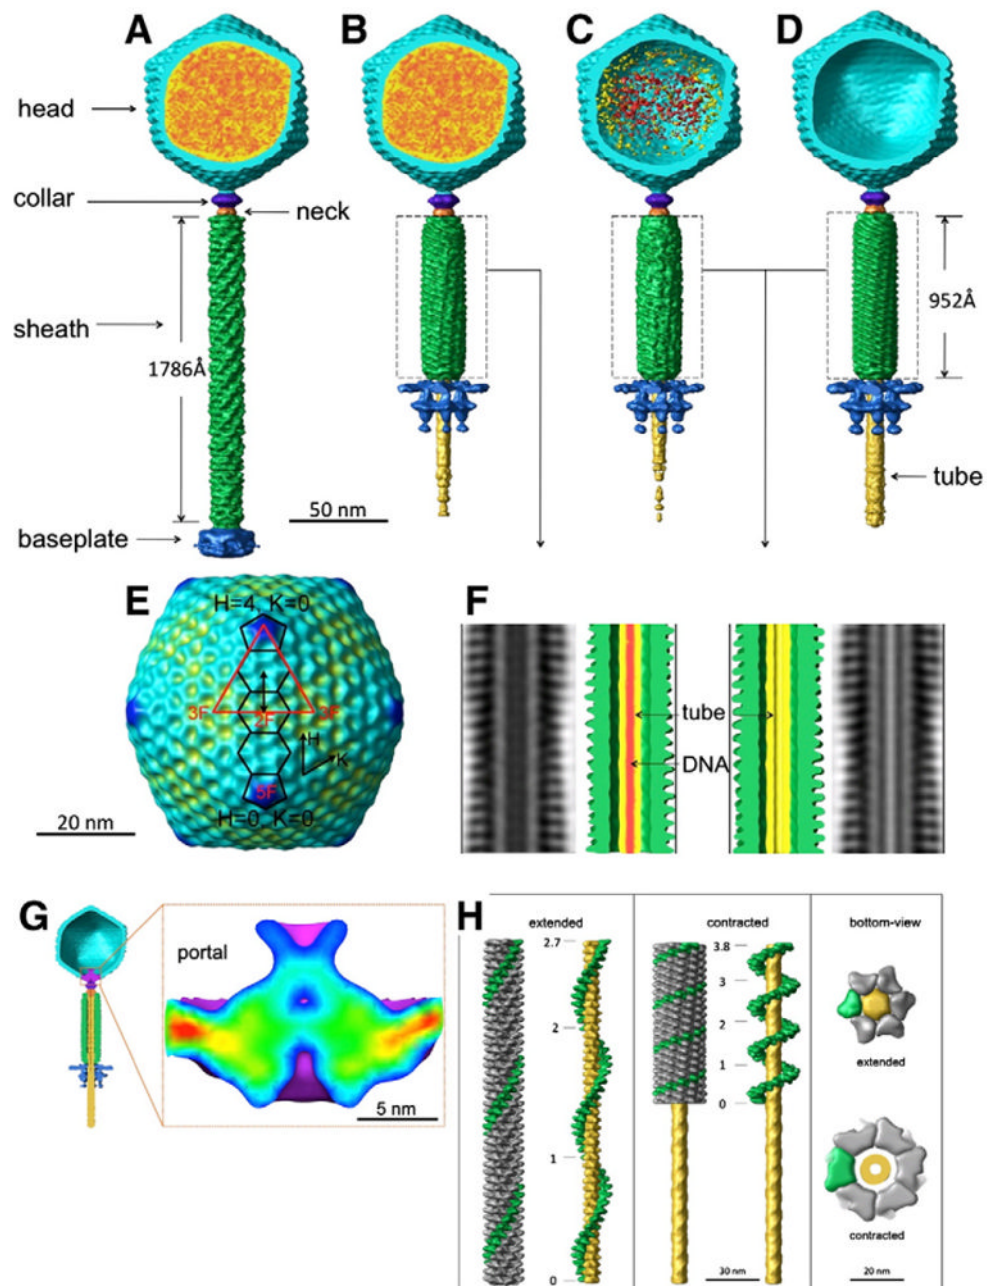 A
B
C
D
head
collar
neck
sheath
1786Å
952Å
tube
baseplate
50 nm
E
H=4, K=0
3F
2F
3F
H
K
5F
H=0, K=0
20 nm
F
tube
DNA
G
portal
5 nm
H
extended
2.7
2
1
0
contracted
3.8
3
2
1
0
30 nm
bottom-view
extended
contracted
20 nm